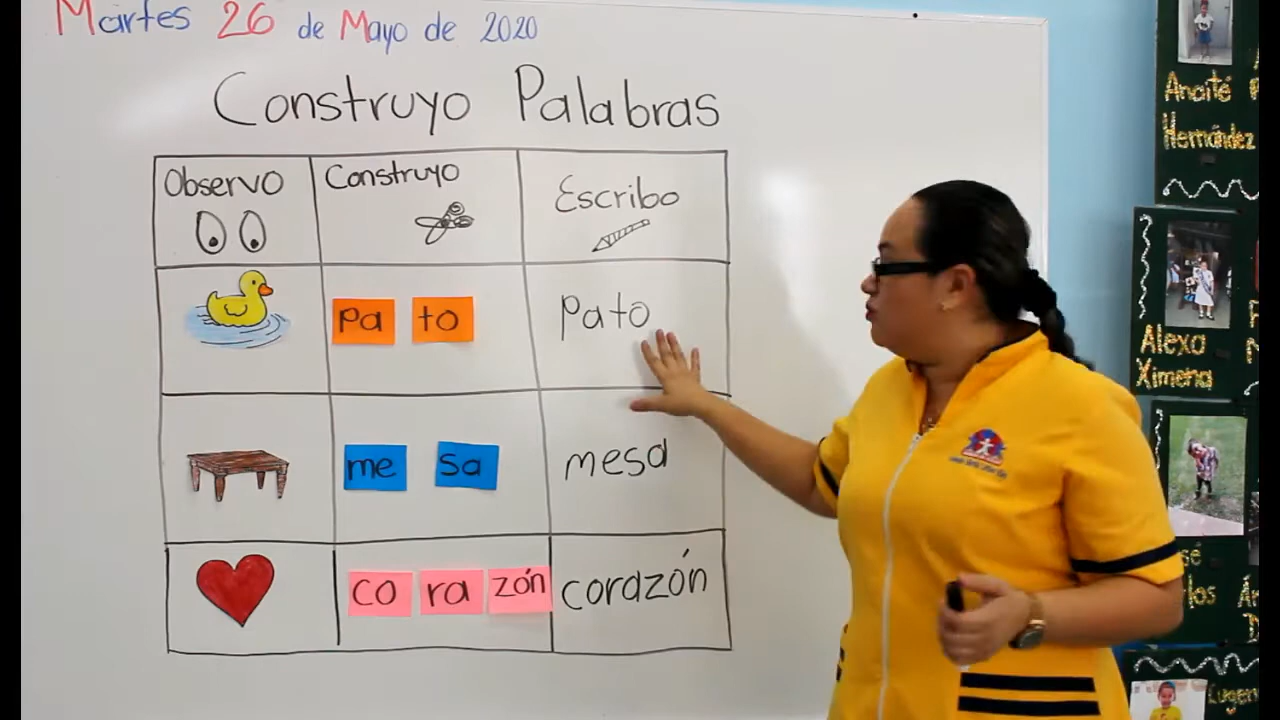 Martes 26 de Mayo de 2020
Construyo Palabras
Observo Construyo Escribo
pa to pato
me sa mesa
co ra zón corazón
Anaité
Hernández
Alexa
Ximena